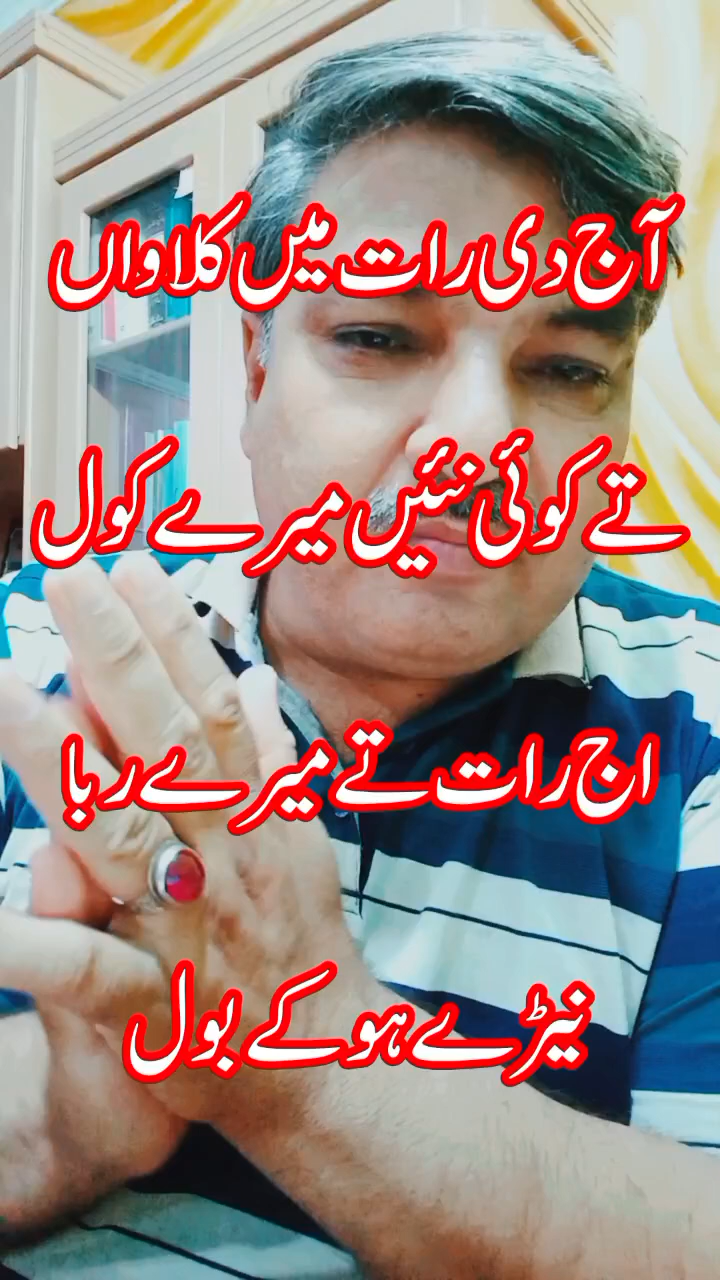 آج دی رات میں کلا واں
تے کوئی نئیں میرے کول
اج رات تے میرے ربا
نیڑے ہو کے بول